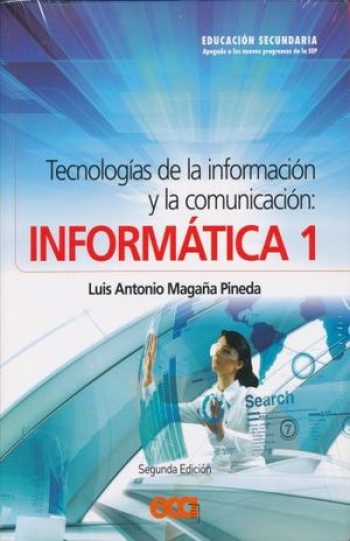 EDUCACIÓN SECUNDARIA
Apegado a los nuevos programas de la SEP
Tecnologías de la información
y la comunicación:
INFORMÁTICA 1
Luis Antonio Magaña Pineda
Search
7
Segunda Edición